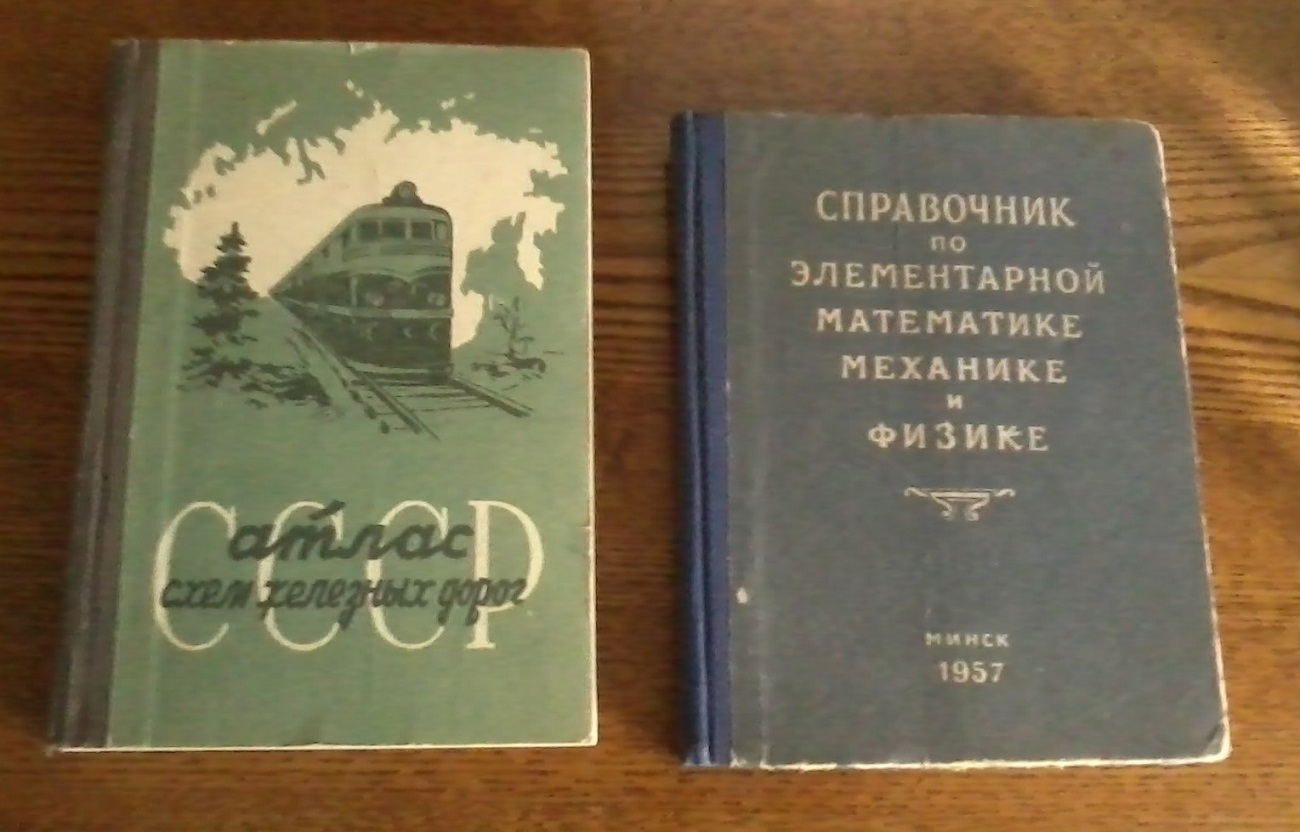 атлас
схем железных дорог
СССР
СПРАВОЧНИК
ПО
ЭЛЕМЕНТАРНОЙ
МАТЕМАТИКЕ
МЕХАНИКЕ
И
ФИЗИКЕ
МИНСК
1957